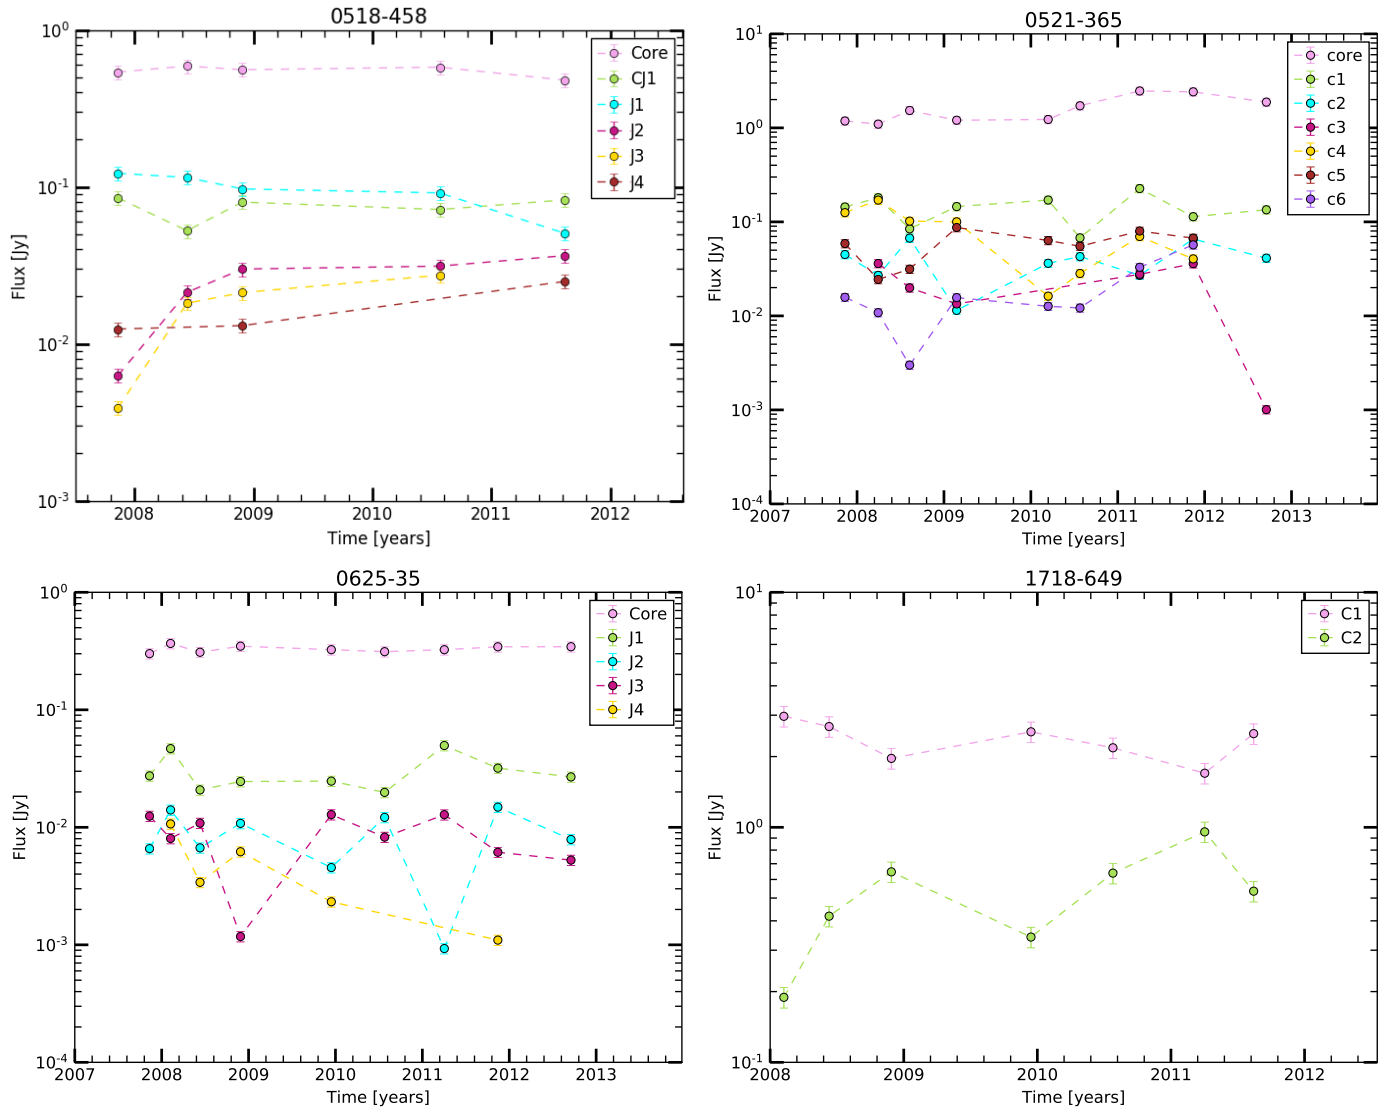 0518-458
10^0
10^-1
10^-2
10^-3
Flux [Jy]
2008 2009 2010 2011 2012
Time [years]
Core
CJ1
J1
J2
J3
J4
0521-365
10^1
10^0
10^-1
10^-2
10^-3
10^-4
Flux [Jy]
2007 2008 2009 2010 2011 2012 2013
Time [years]
core
c1
c2
c3
c4
c5
c6
0625-35
10^0
10^-1
10^-2
10^-3
10^-4
Flux [Jy]
2007 2008 2009 2010 2011 2012 2013
Time [years]
Core
J1
J2
J3
J4
1718-649
10^1
10^0
10^-1
Flux [Jy]
2008 2009 2010 2011 2012
Time [years]
C1
C2